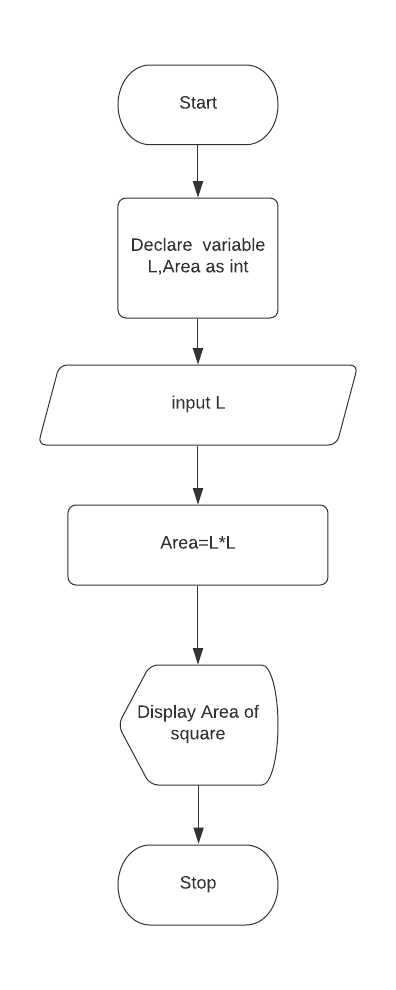 Start
Declare variable
L,Area as int
input L
Area=L*L
Display Area of
square
Stop